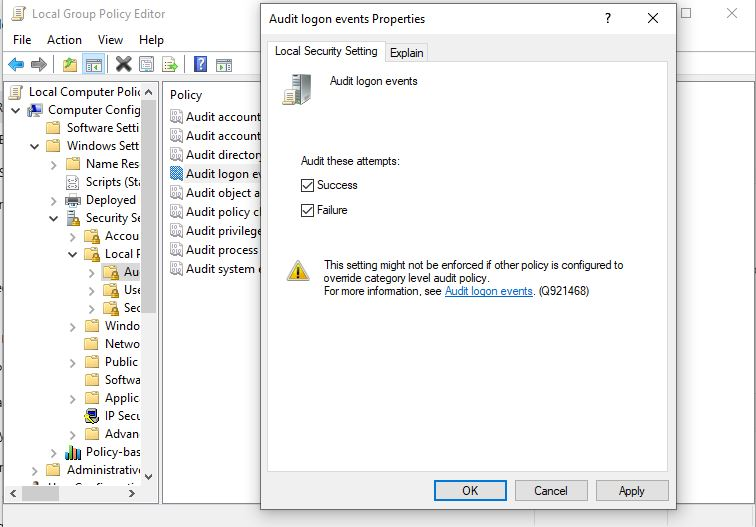 Local Group Policy Editor
File Action View Help
Local Computer Polic
Computer Config
Software Setti
Windows Sett
Name Res
Scripts (Sta
Deployed
Security Se
Accou
Local P
Au
Use
Sec
Windo
Netwo
Public
Softwa
Applic
IP Secu
Advan
Policy-bas
Administrative
Policy
Audit account
Audit account
Audit directory
Audit logon ev
Audit object a
Audit policy ch
Audit privilege
Audit process
Audit system e
Audit logon events Properties
?
Local Security Setting Explain
Audit logon events
Audit these attempts:
Success
Failure
This setting might not be enforced if other policy is configured to
override category level audit policy.
For more information, see Audit logon events. (Q921468)
OK Cancel Apply